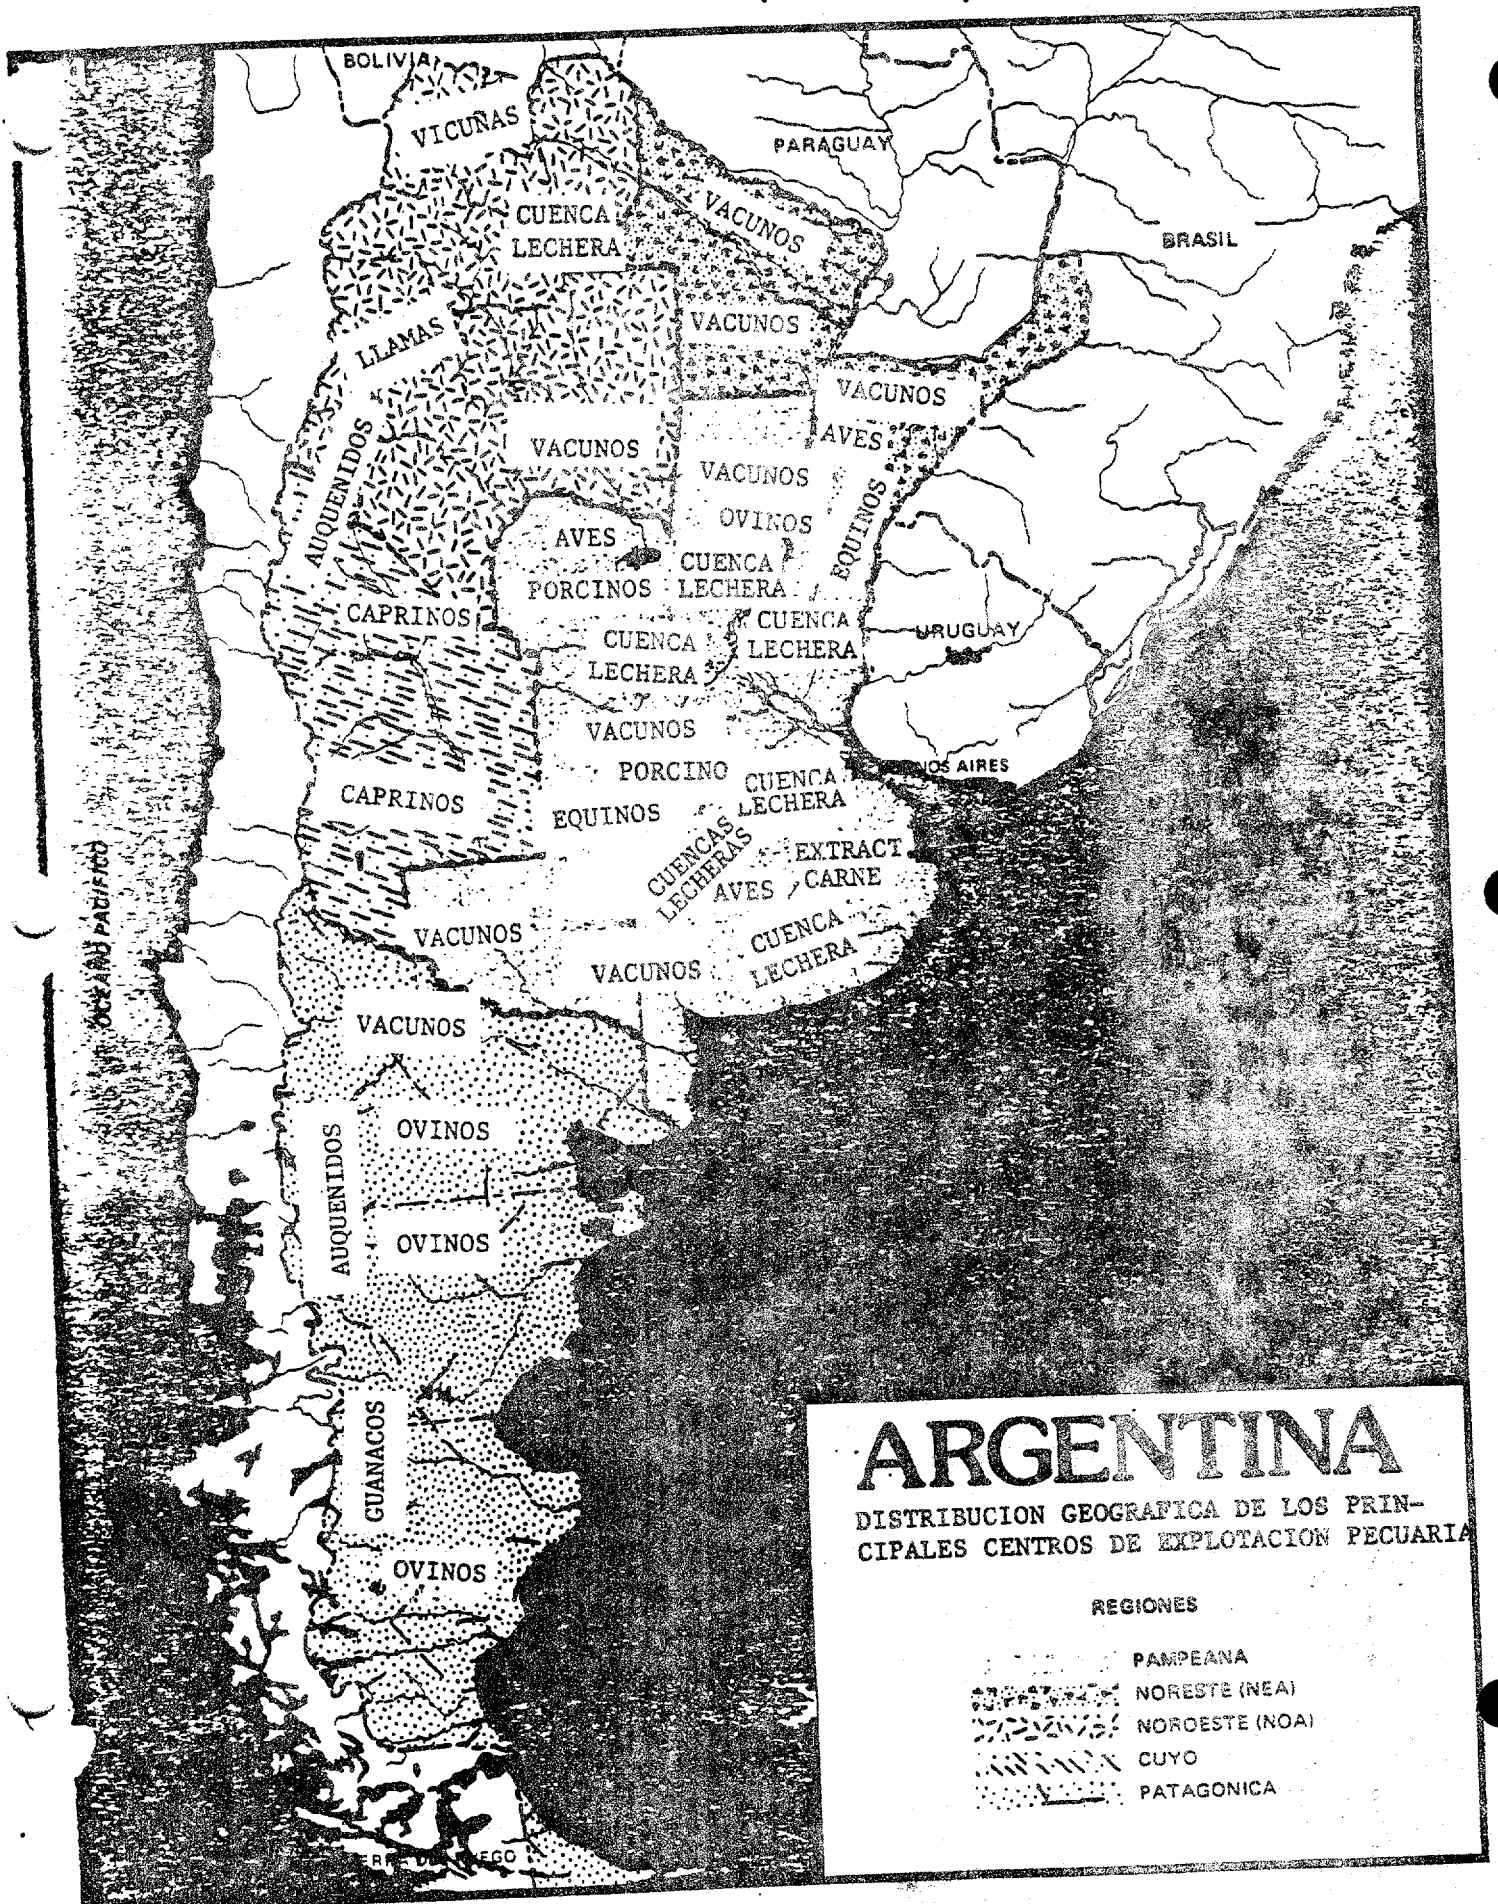 BOLIVIA
VICUÑAS
PARAGUAY
CUENCA
LECHERA
VACUNOS
BRASIL
LLAMAS
VACUNOS
VACUNOS
AUQUENIDOS
VACUNOS
AVES
VACUNOS
EQUINOS
OVINOS
AVES
PORCINOS
CUENCA
LECHERA
CAPRINOS
CUENCA
LECHERA
CUENCA
LECHERA
URUGUAY
VACUNOS
PORCINO
CUENCA
LECHERA
NOS AIRES
CAPRINOS
EQUINOS
CUENCAS
LECHERAS
EXTRACT
CARNE
AVES
OCEANO PACIFICO
VACUNOS
CUENCA
LECHERA
VACUNOS
VACUNOS
AUQUENIDOS
OVINOS
OVINOS
GUANACOS
OVINOS
ARGENTINA
DISTRIBUCION GEOGRAFICA DE LOS PRIN-
CIPALES CENTROS DE EXPLOTACION PECUARIA
REGIONES
PAMPEANA
NORESTE (NEA)
NOROESTE (NOA)
CUYO
PATAGONICA